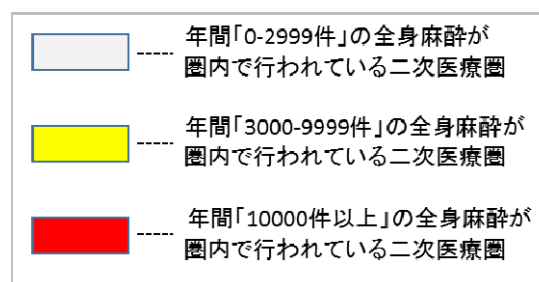 年間「0-2999件」の全身麻酔が
圏内で行われている二次医療圏
年間「3000-9999件」の全身麻酔が
圏内で行われている二次医療圏
年間「10000件以上」の全身麻酔が
圏内で行われている二次医療圏